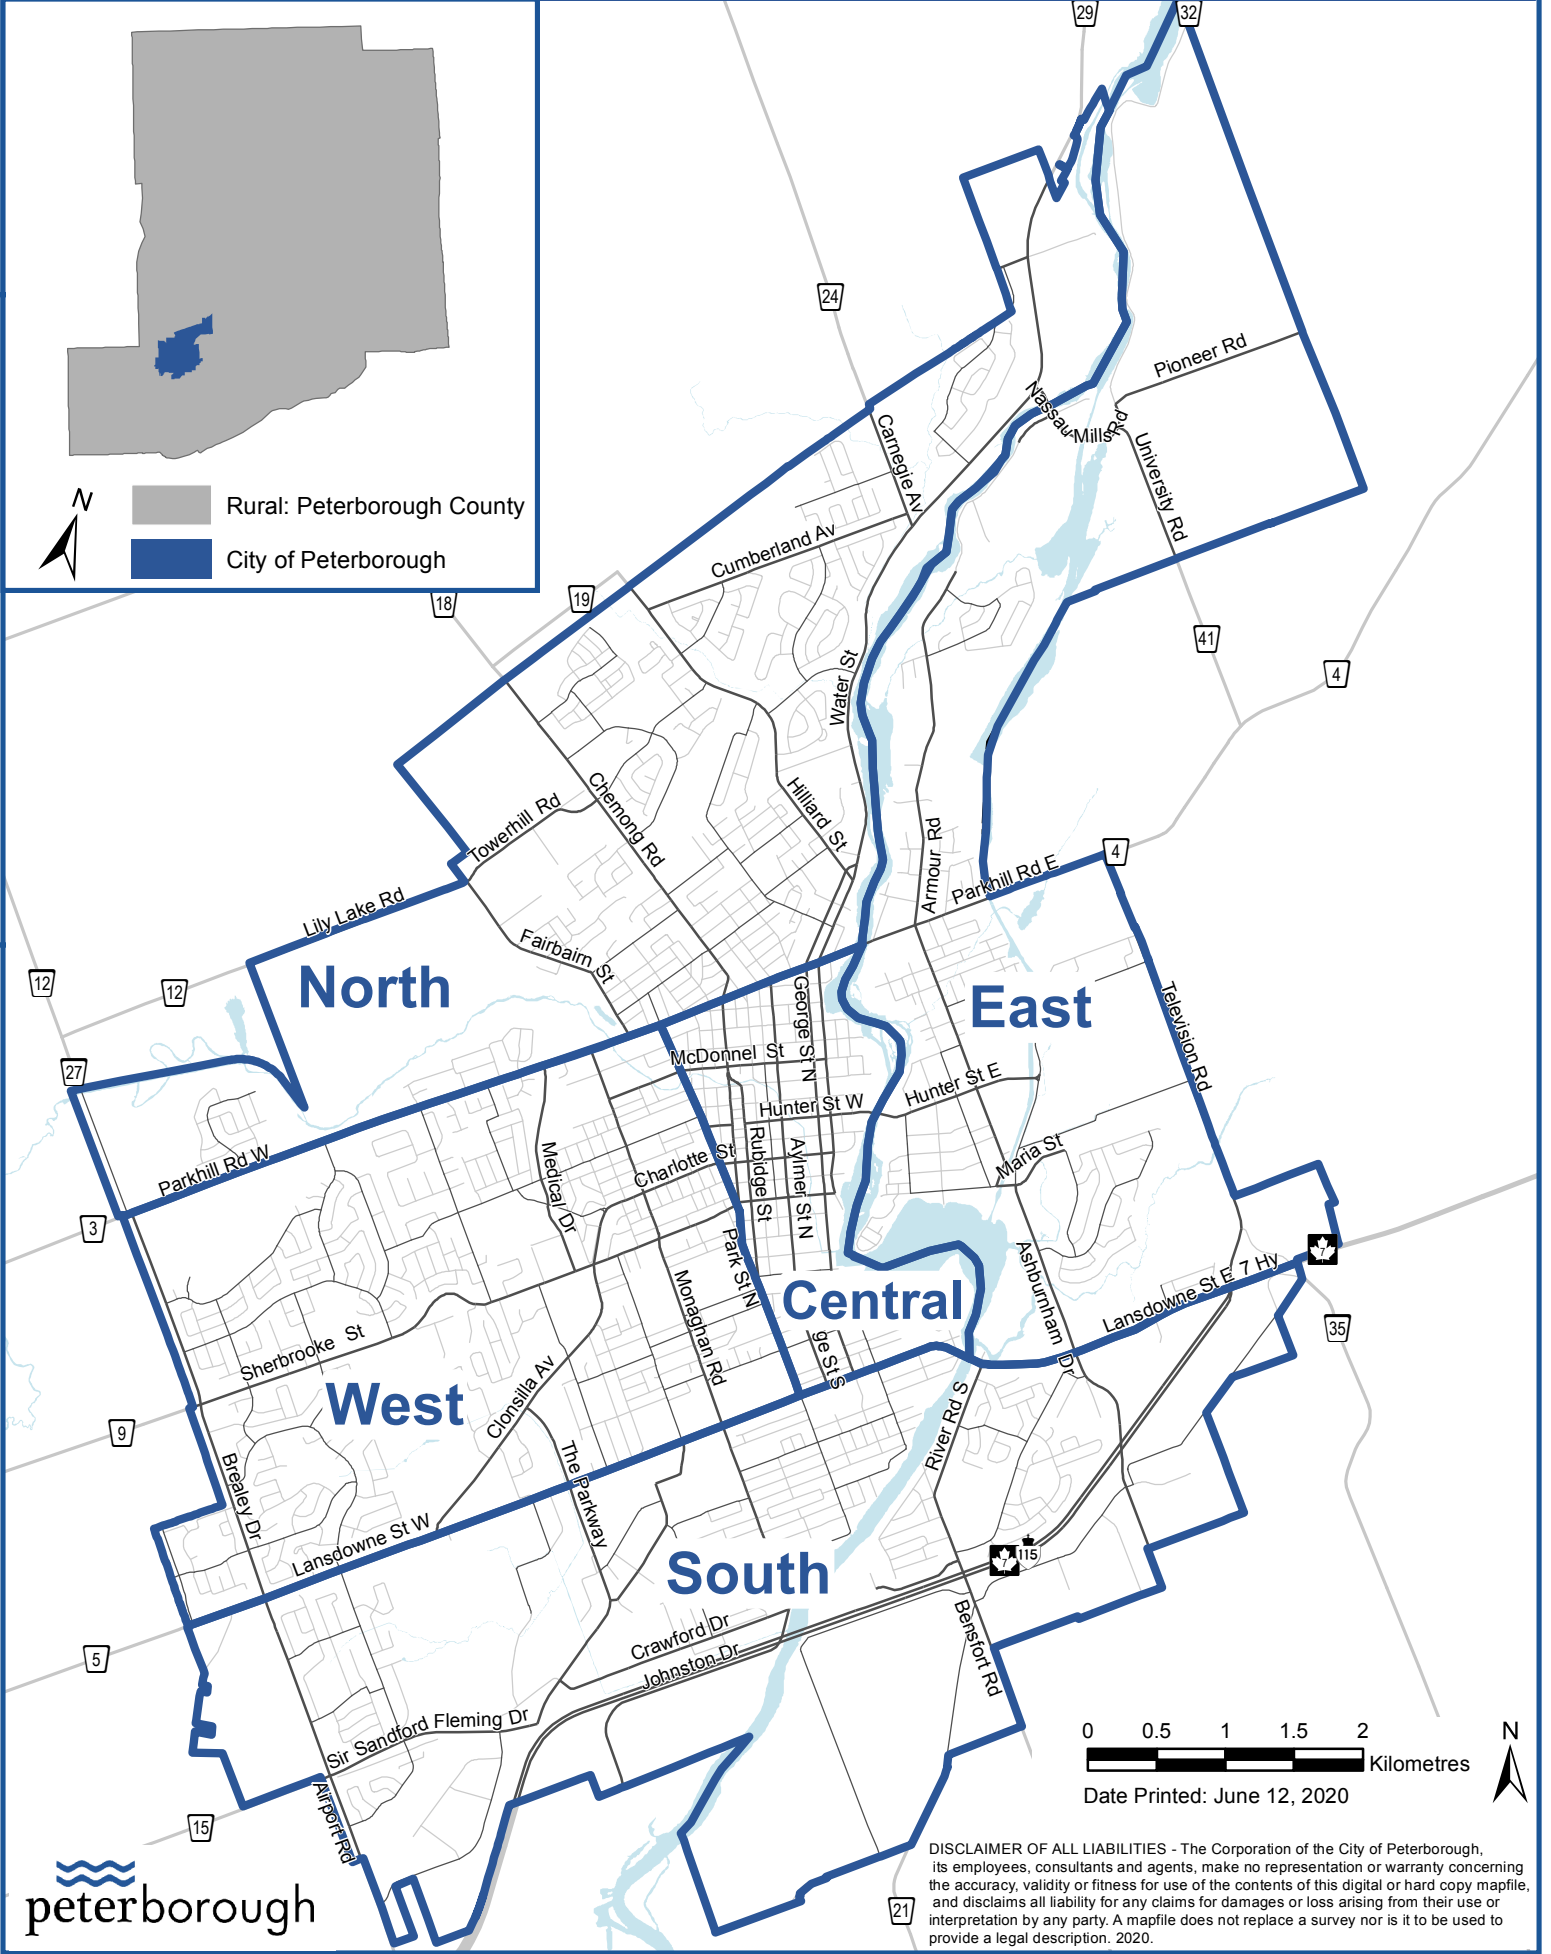 29
32
24
N
Rural: Peterborough County
City of Peterborough
18
19
Pioneer Rd
Nassau Mills Rd
Carnegie Av
University Rd
Cumberland Av
41
4
Water St
Hilliard St
Chemong Rd
Towerhill Rd
Armour Rd
4
Parkhill Rd E
Lily Lake Rd
Fairbairn St
12
12
North
George St N
East
Television Rd
27
McDonnel St
Hunter St W
Hunter St E
Parkhill Rd W
Medical Dr
Charlotte St
Rubidge St
Aylmer St N
Maria St
3
Park St N
Ashburnham Dr
7
Lansdowne St E 7 Hy
Central
Monaghan Rd
ge St S
35
Sherbrooke St
West
Clonsilla Av
9
River Rd S
Brealey Dr
The Parkway
Lansdowne St W
South
7
115
Bensfort Rd
Crawford Dr
Johnston Dr
5
Sir Sandford Fleming Dr
Airport Rd
15
21
0 0.5 1 1.5 2
Kilometres
N
Date Printed: June 12, 2020
peterborough
DISCLAIMER OF ALL LIABILITIES - The Corporation of the City of Peterborough,
its employees, consultants and agents, make no representation or warranty concerning
the accuracy, validity or fitness for use of the contents of this digital or hard copy mapfile,
and disclaims all liability for any claims for damages or loss arising from their use or
interpretation by any party. A mapfile does not replace a survey nor is it to be used to
provide a legal description. 2020.